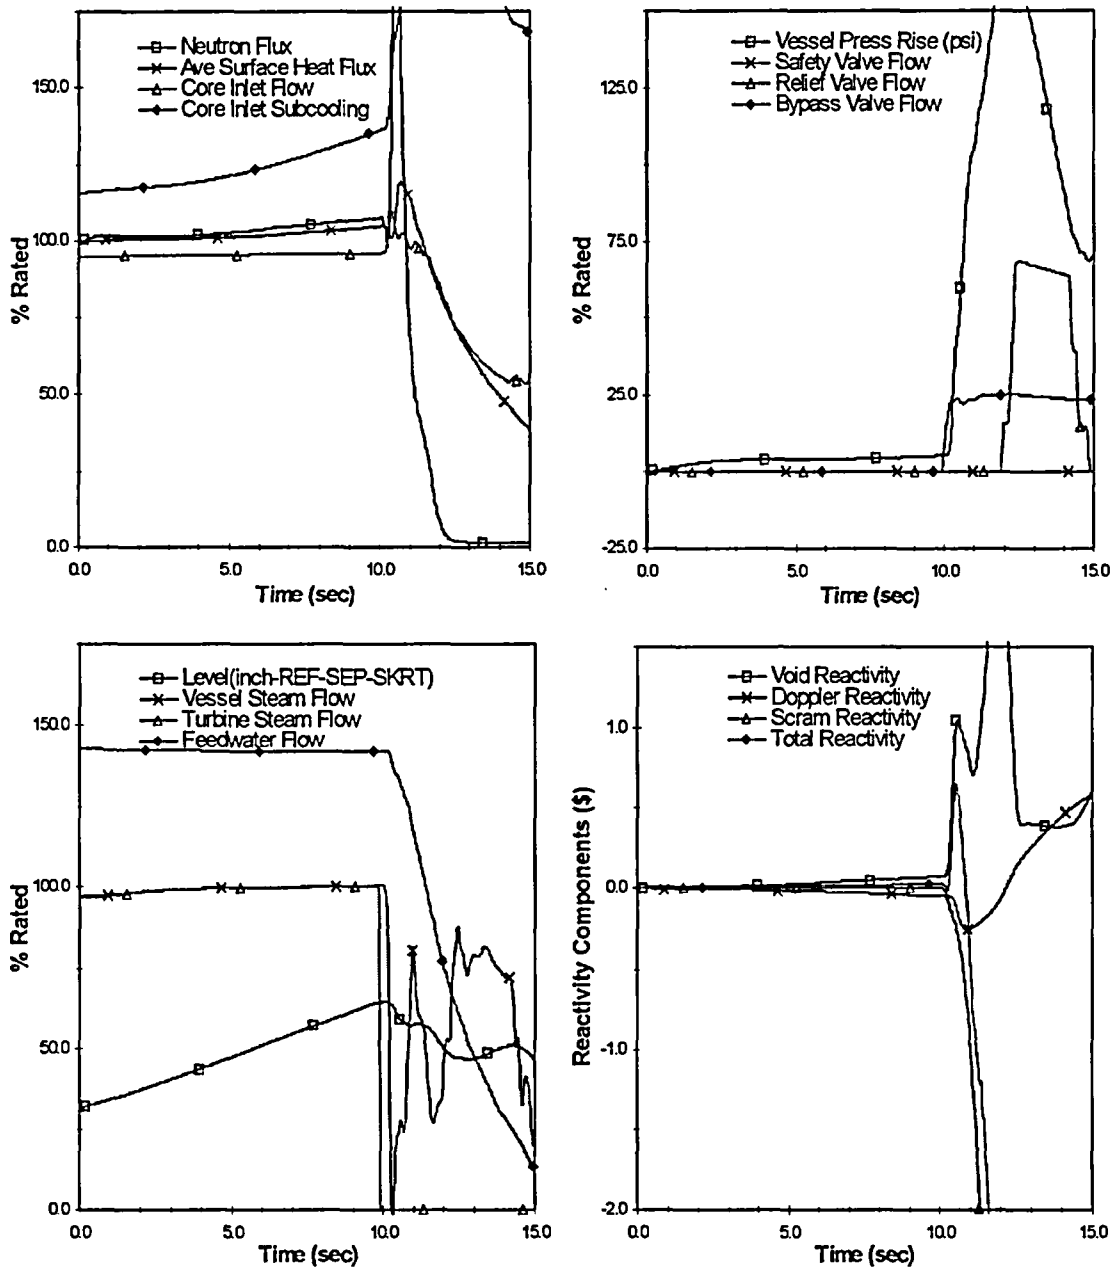 Neutron Flux
Ave Surface Heat Flux
Core Inlet Flow
Core Inlet Subcoding
150.0
100.0
50.0
0.0
% Rated
0.0 5.0 10.0 15.0
Time (sec)
Vessel Press Rise (psi)
Safety Valve Flow
Relief Valve Flow
Bypass Valve Flow
125.0
75.0
25.0
-25.0
% Rated
0.0 5.0 10.0 15.0
Time (sec)
Level(inch-REF-SEP-SKRT)
Vessel Steam Flow
Turbine Steam Flow
Feedwater Flow
150.0
100.0
50.0
0.0
% Rated
0.0 5.0 10.0 15.0
Time (sec)
Void Reactivity
Doppler Reactivity
Scram Reactivity
Total Reactivity
1.0
0.0
-1.0
-2.0
Reactivity Components ($)
0.0 5.0 10.0 15.0
Time (sec)